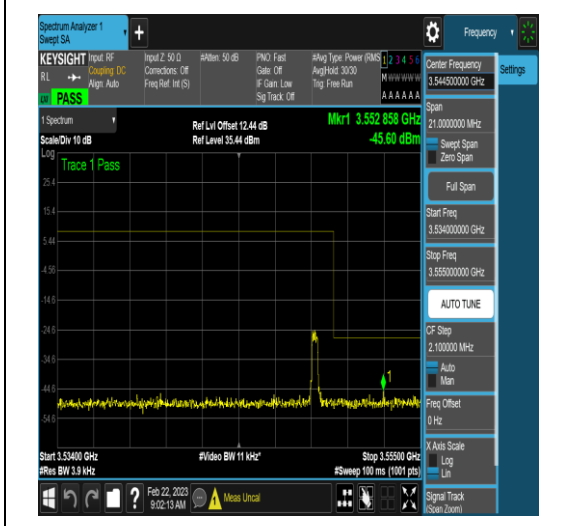 Spectrum Analyzer 1
Swept SA
+
Frequency
KEYSIGHT Input: RF Input Z: 50 Ω #Atten: 50 dB PNO: Fast #Avg Type: Power (RMS 1 2 3 4 5 6
RL Coupling: DC Corrections: Off Gate: Off Avg|Hold: 30/30 M W W W W W
Align: Auto Freq Ref: Int (S) IF Gain: Low Trig: Free Run
PASS Sig Track: Off A A A A A A
Center Frequency
3.544500000 GHz
Settings
Span
21.0000000 MHz
Swept Span
Zero Span
Full Span
Start Freq
3.534000000 GHz
Stop Freq
3.555000000 GHz
AUTO TUNE
CF Step
2.100000 MHz
Auto
Man
Freq Offset
0 Hz
X Axis Scale
Log
Lin
Signal Track
(Span Zoom)
1 Spectrum
Ref Lvl Offset 12.44 dB Mkr1 3.552 858 GHz
Scale/Div 10 dB Ref Level 35.44 dBm -45.60 dBm
Log
Trace 1 Pass
25.4
15.4
5.44
-4.56
-14.6
-24.6
-34.6
-44.6
-54.6
1
Start 3.53400 GHz #Video BW 11 kHz* Stop 3.55500 GHz
#Res BW 3.9 kHz #Sweep 100 ms (1001 pts)
? Feb 22, 2023
9:02:13 AM
Meas Uncal